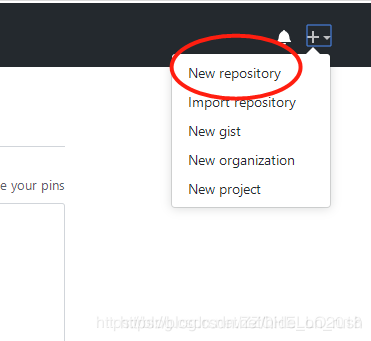 New repository
Import repository
New gist
New organization
New project
e your pins